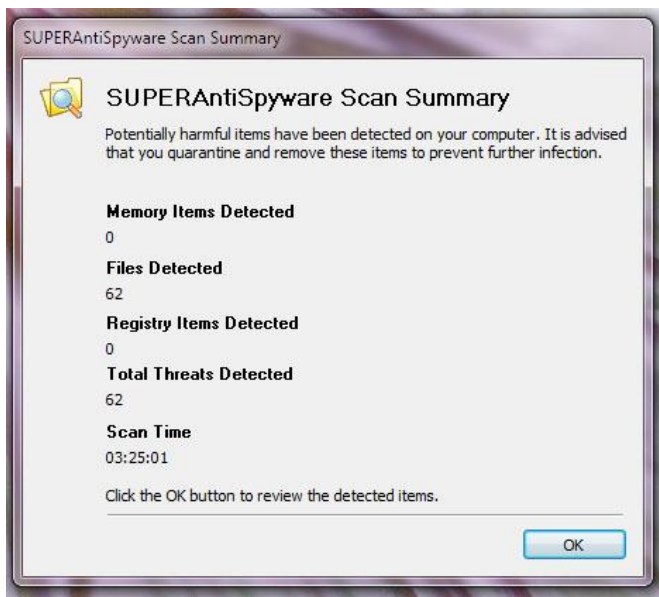 SUPERAntiSpyware Scan Summary
SUPERAntiSpyware Scan Summary
Potentially harmful items have been detected on your computer. It is advised
that you quarantine and remove these items to prevent further infection.
Memory Items Detected
0
Files Detected
62
Registry Items Detected
0
Total Threats Detected
62
Scan Time
03:25:01
Click the OK button to review the detected items.
OK